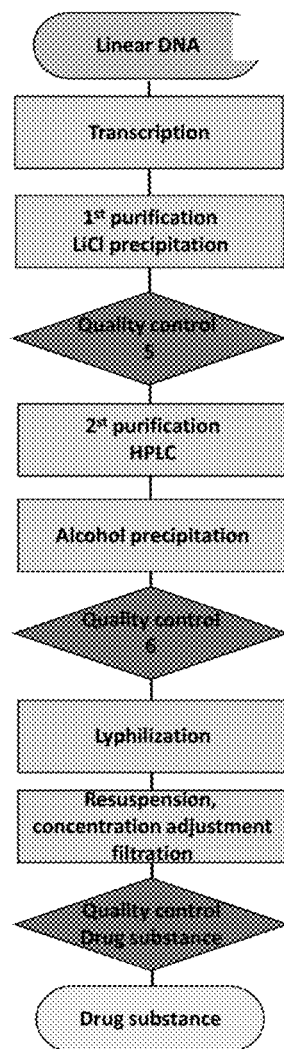 Linear DNA
Transcription
1st purification
LiCl precipitation
Quality control
5
2st purification
HPLC
Alcohol precipitation
Quality control
6
Lyphilization
Resuspension,
concentration adjustment
filtration
Quality control
Drug substance
Drug substance